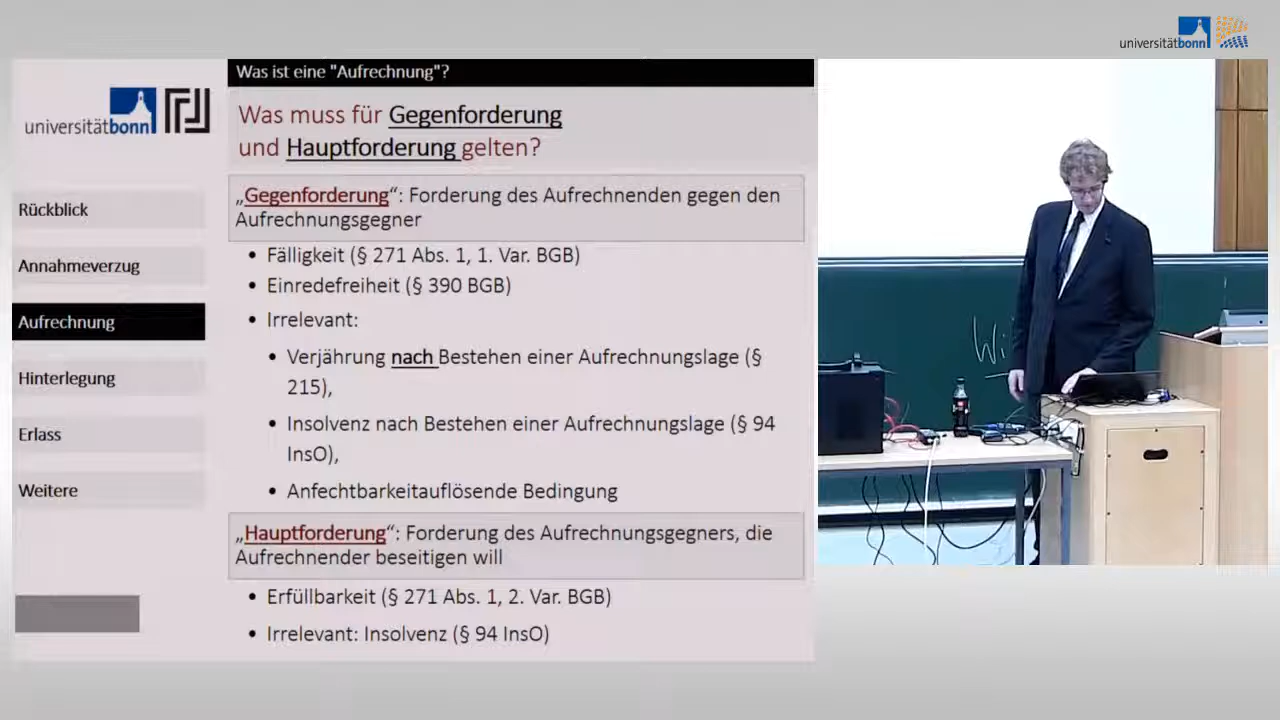 universitätbonn
Was ist eine "Aufrechnung"?
universitätbonn
Was muss für Gegenforderung
und Hauptforderung gelten?
Rückblick
Annahmeverzug
Aufrechnung
Hinterlegung
Erlass
Weitere
„Gegenforderung“: Forderung des Aufrechnenden gegen den
Aufrechnungsgegner
• Fälligkeit (§ 271 Abs. 1, 1. Var. BGB)
• Einredefreiheit (§ 390 BGB)
• Irrelevant:
• Verjährung nach Bestehen einer Aufrechnungslage (§
215),
• Insolvenz nach Bestehen einer Aufrechnungslage (§ 94
InsO),
• Anfechtbarkeitauflösende Bedingung
„Hauptforderung“: Forderung des Aufrechnungsgegners, die
Aufrechnender beseitigen will
• Erfüllbarkeit (§ 271 Abs. 1, 2. Var. BGB)
• Irrelevant: Insolvenz (§ 94 InsO)